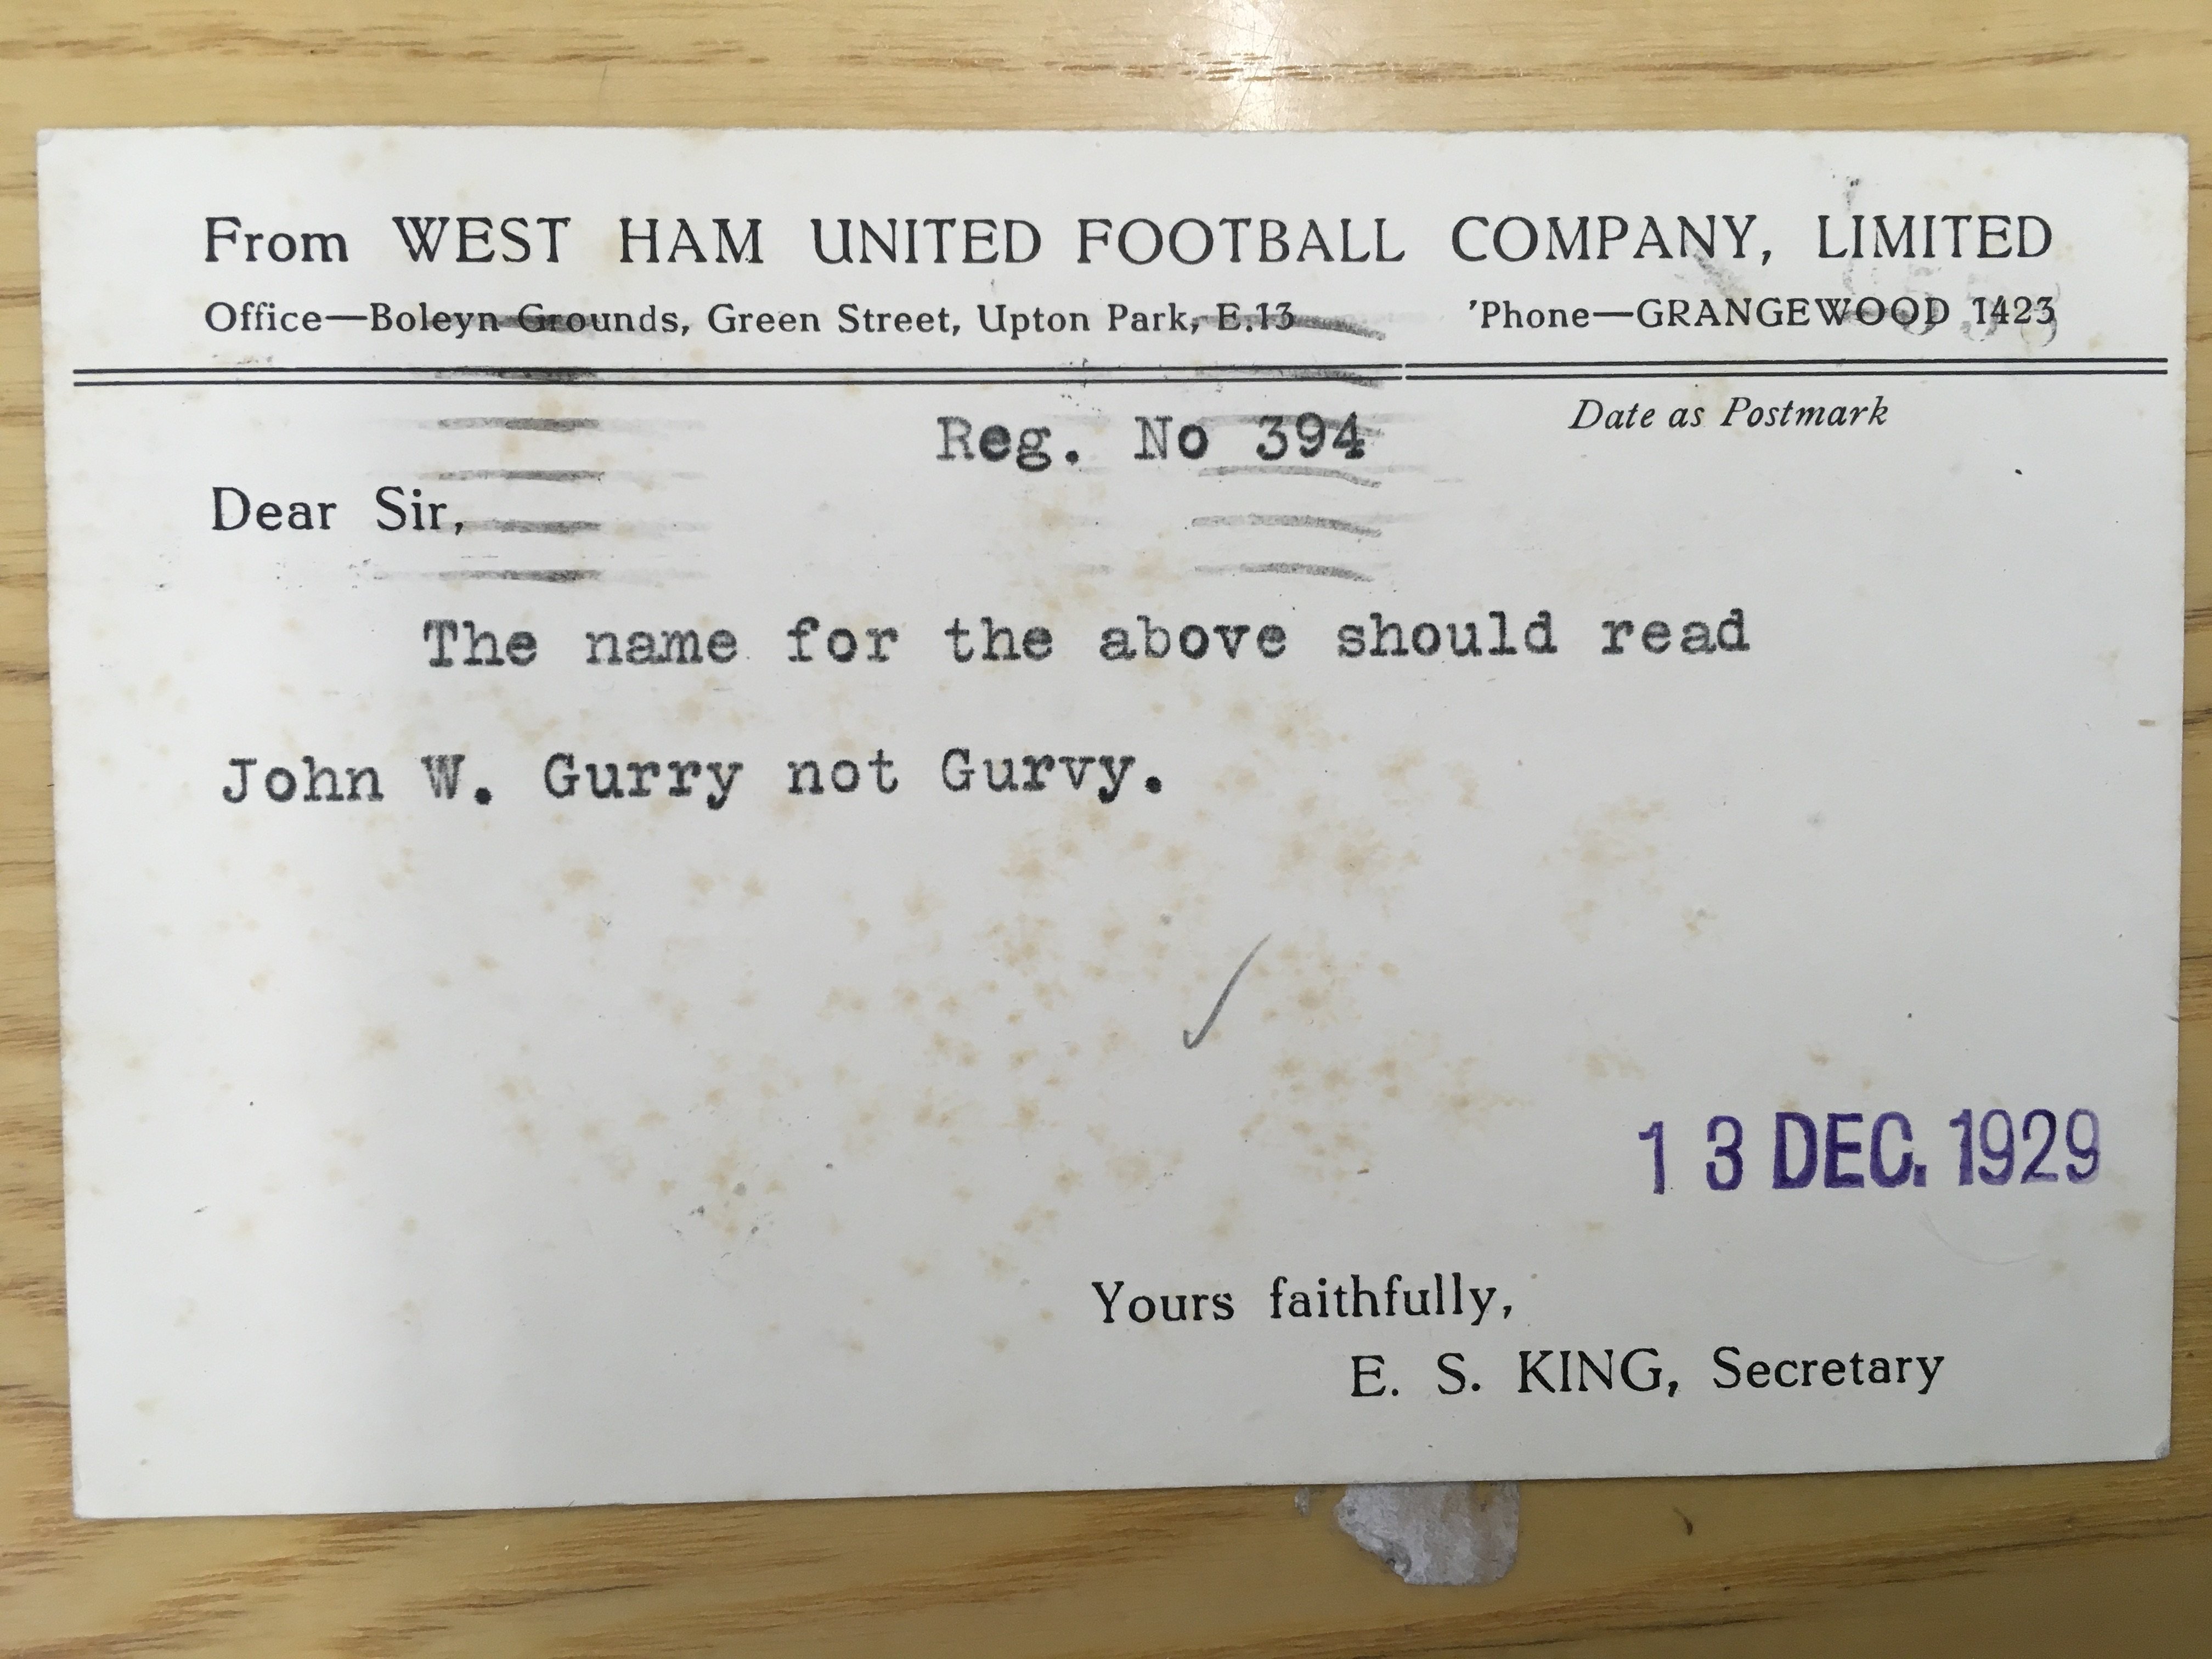 From WEST HAM UNITED FOOTBALL COMPANY, LIMITED
Office—Boleyn Grounds, Green Street, Upton Park, E.13 'Phone—GRANGEWOOD 1423
Date as Postmark
Reg. No 394
Dear Sir,
The name for the above should read
John W. Gurry not Gurvy.
13 DEC. 1929
Yours faithfully,
E. S. KING, Secretary